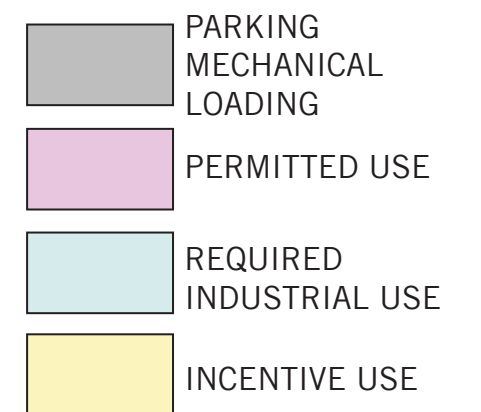 PARKING
MECHANICAL
LOADING
PERMITTED USE
REQUIRED
INDUSTRIAL USE
INCENTIVE USE